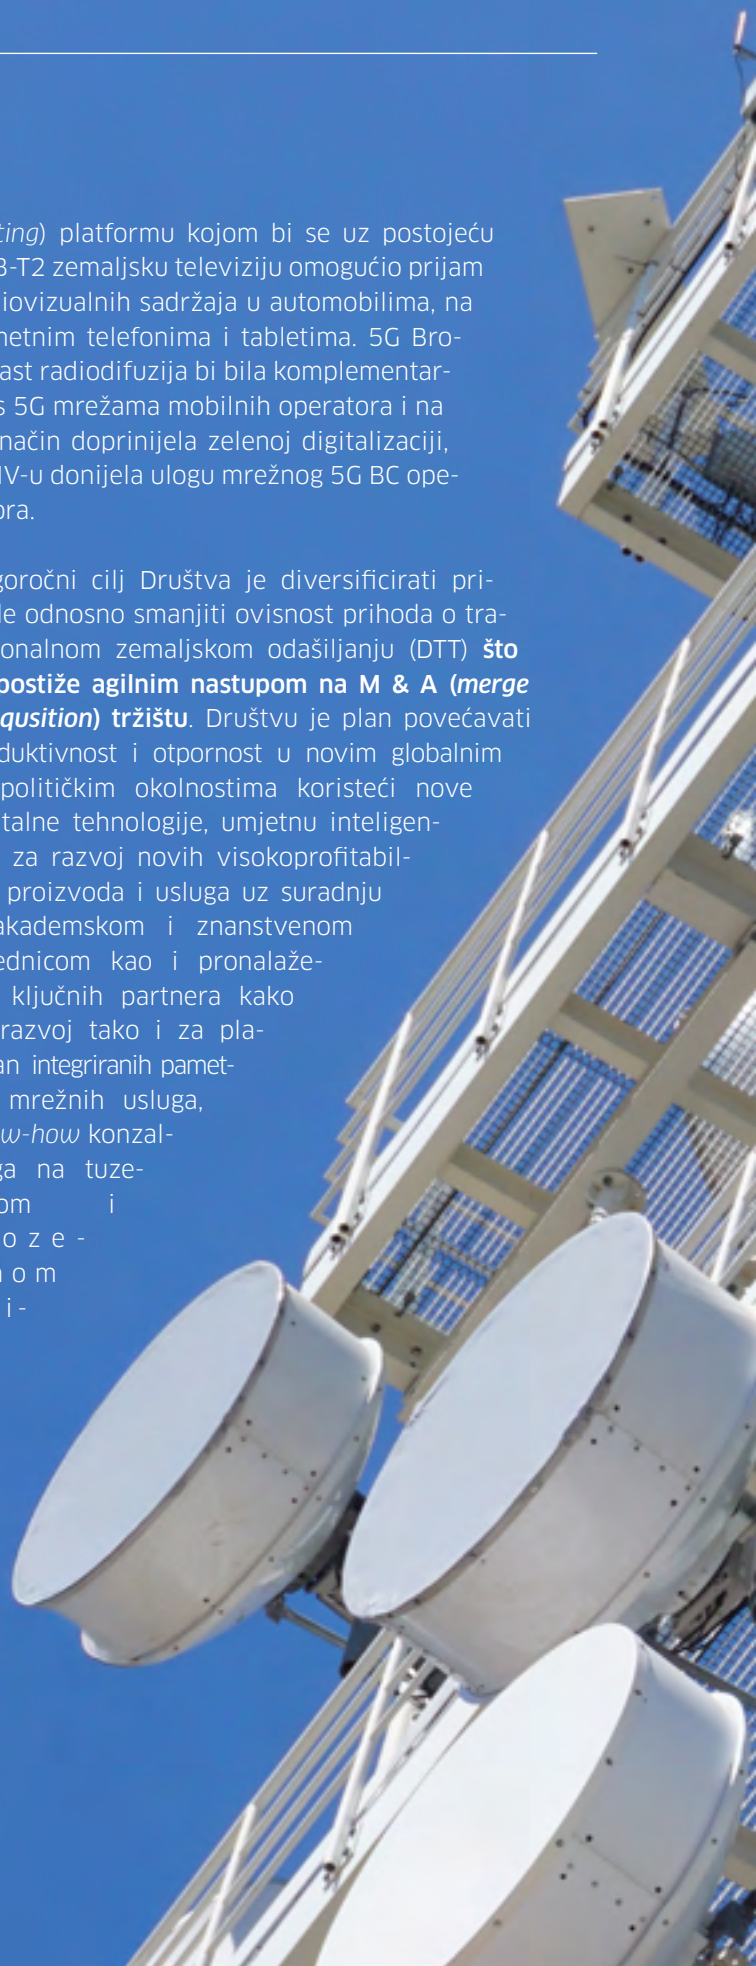 ting) platformu kojom bi se uz postojeću
B-T2 zemaljsku televiziju omogućio prijam
diovizualnih sadržaja u automobilima, na
metnim telefonima i tabletima. 5G Bro-
ast radiodifuzija bi bila komplementar-
s 5G mrežama mobilnih operatora i na
način doprinijela zelenoj digitalizaciji,
IV-u donijela ulogu mrežnog 5G BC ope-
ora.
goročni cilj Društva je diversificirati pri-
de odnosno smanjiti ovisnost prihoda o tra-
onalnom zemaljskom odašiljanju (DTT) što
postiže agilnim nastupom na M & A (merge
qusition) tržištu. Društvu je plan povećavati
duktivnost i otpornost u novim globalnim
političkim okolnostima koristeći nove
talne tehnologije, umjetnu inteligen-
za razvoj novih visokoprofitabil-
proizvoda i usluga uz suradnju
akademskom i znanstvenom
ednicom kao i pronalaže-
ključnih partnera kako
razvoj tako i za pla-
an integriranih pamet-
mrežnih usluga,
w-how konzal-
ga na tuze-
om i
oze-
nom
i-